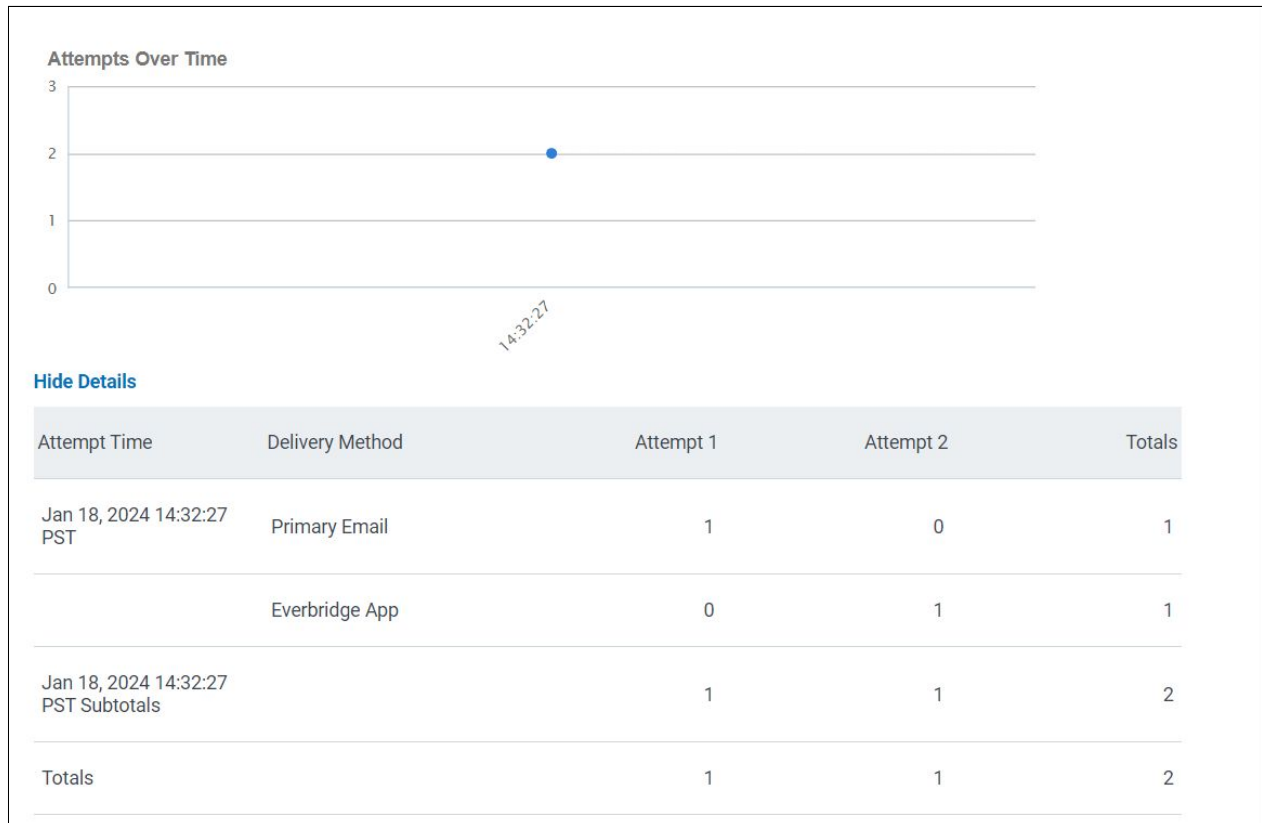 Attempts Over Time
3
2
1
0
14:32:27
Hide Details
Attempt Time Delivery Method Attempt 1 Attempt 2 Totals
Jan 18, 2024 14:32:27
PST Primary Email 1 0 1
Everbridge App 0 1 1
Jan 18, 2024 14:32:27
PST Subtotals 1 1 2
Totals 1 1 2